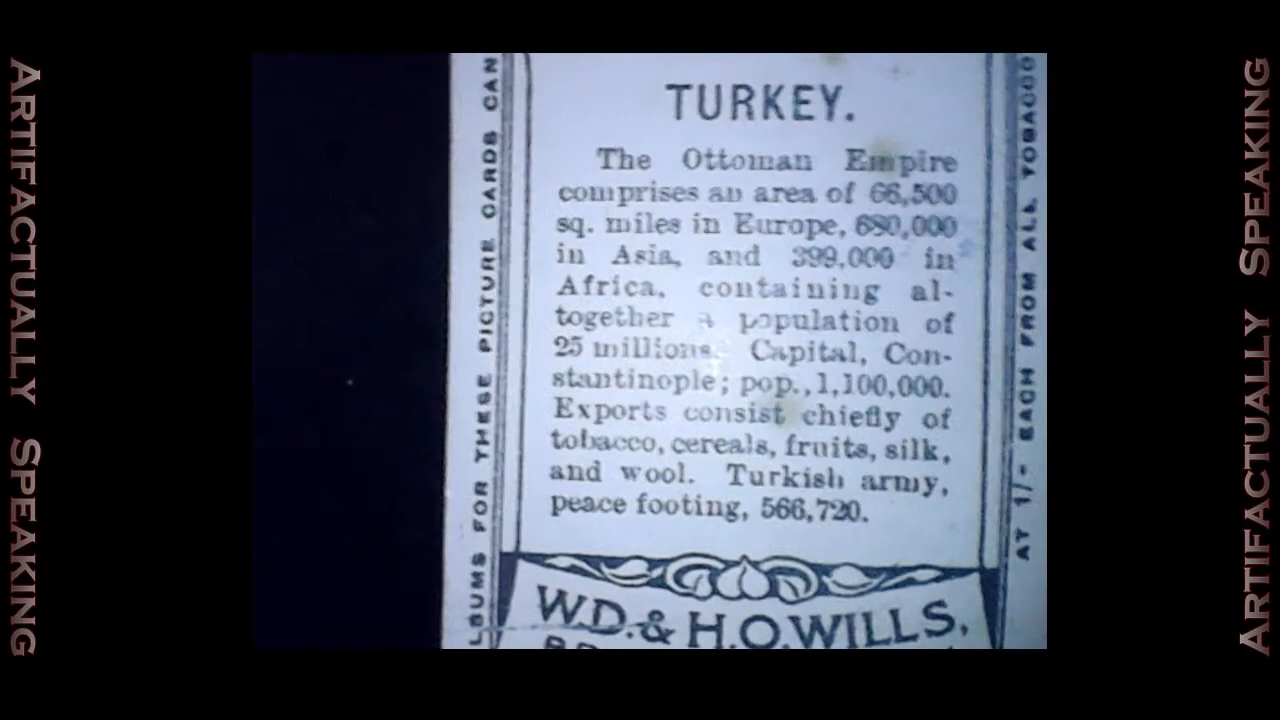 ARTIFACTUALLY SPEAKING
LBUMS FOR THESE PICTURE CARDS CAN
TURKEY.
The Ottoman Empire
comprises an area of 66,500
sq. miles in Europe, 680,000
in Asia, and 399,000 in
Africa, containing al-
together a population of
25 millions. Capital, Con-
stantinople; pop., 1,100,000.
Exports consist chiefly of
tobacco, cereals, fruits, silk,
and wool. Turkish army,
peace footing, 566,720.
W.D. & H.O. WILLS,
AT 1/- EACH FROM ALL TOBACCO
ARTIFACTUALLY SPEAKING